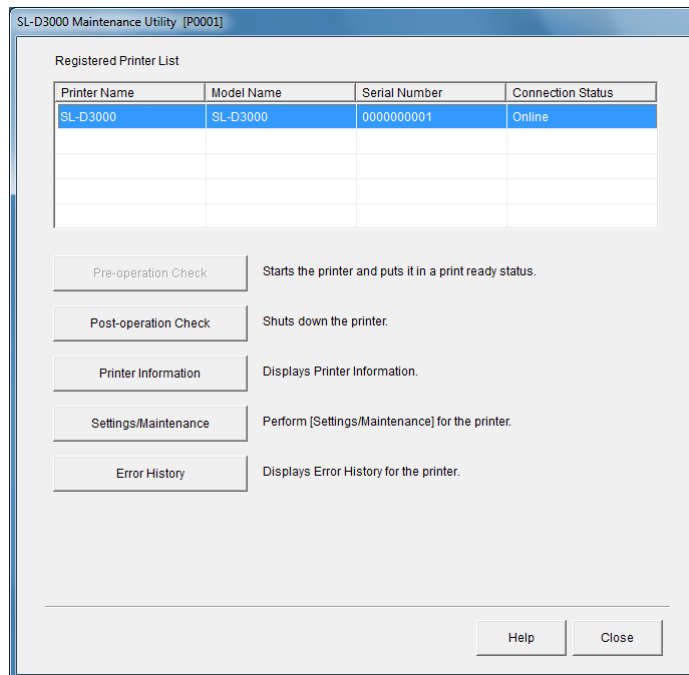 SL-D3000 Maintenance Utility [P0001]
Registered Printer List
Printer Name Model Name Serial Number Connection Status
SL-D3000 SL-D3000 0000000001 Online
Pre-operation Check Starts the printer and puts it in a print ready status.
Post-operation Check Shuts down the printer.
Printer Information Displays Printer Information.
Settings/Maintenance Perform [Settings/Maintenance] for the printer.
Error History Displays Error History for the printer.
Help Close